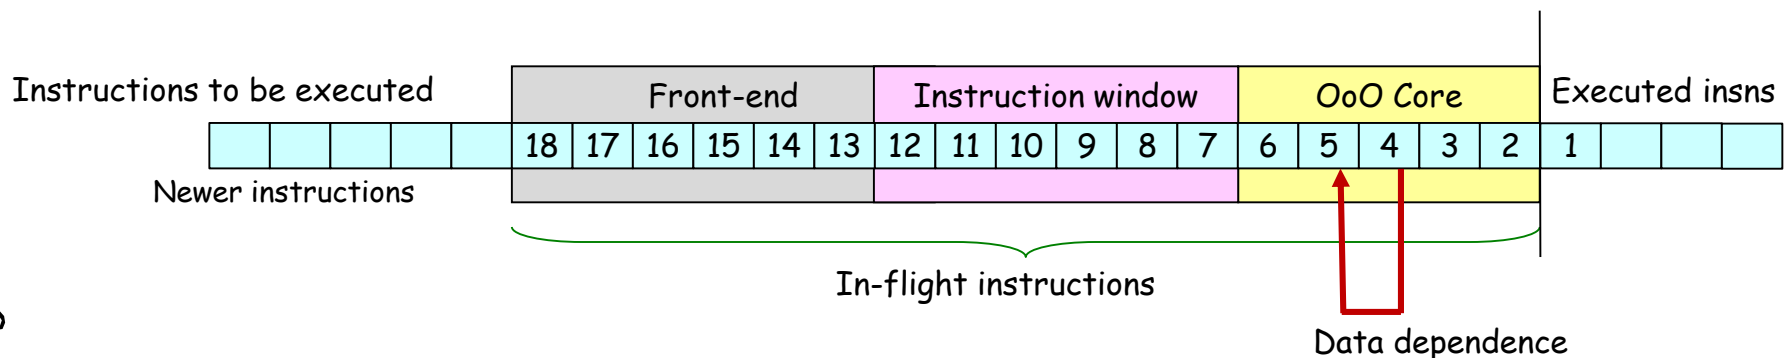 Instructions to be executed
Front-end
Instruction window
OoO Core
Executed insns
18 17 16 15 14 13 12 11 10 9 8 7 6 5 4 3 2 1
Newer instructions
In-flight instructions
Data dependence